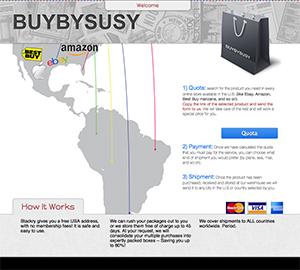 Welcome
BUYBYSUSY
BUYBYSUSY
BEST BUY
amazon
ebay
1) Quota: search for the product you need in every
online store available in the U.S (like Ebay, Amazon,
Best Buy, manzana, and so on).
Copy the link of the selected product and send the
form to us. We will take care of the rest and will work a
special price for you.
Quota
2) Payment: Once we have calculated the quota
that you must pay for the service, you can choose what
kind of shipment you would prefer (by plane, sea, mail,
and so on).
3) Shipment: Once the product has been
purchased, received and stored at our warehouse we will
send it to any city in the U.S or country selected by you.
MasterCard VISA
How It Works
Stackry gives you a free USA address,
with no membership fees! It is safe and
easy to use.
We can rush your packages out to you
or we store them free of charge up to 45
days. At your request, we will
consolidate your multiple purchases into
expertly packed boxes – Saving you up
to 80%!
We cover shipments to ALL countries
worldwide. Period.